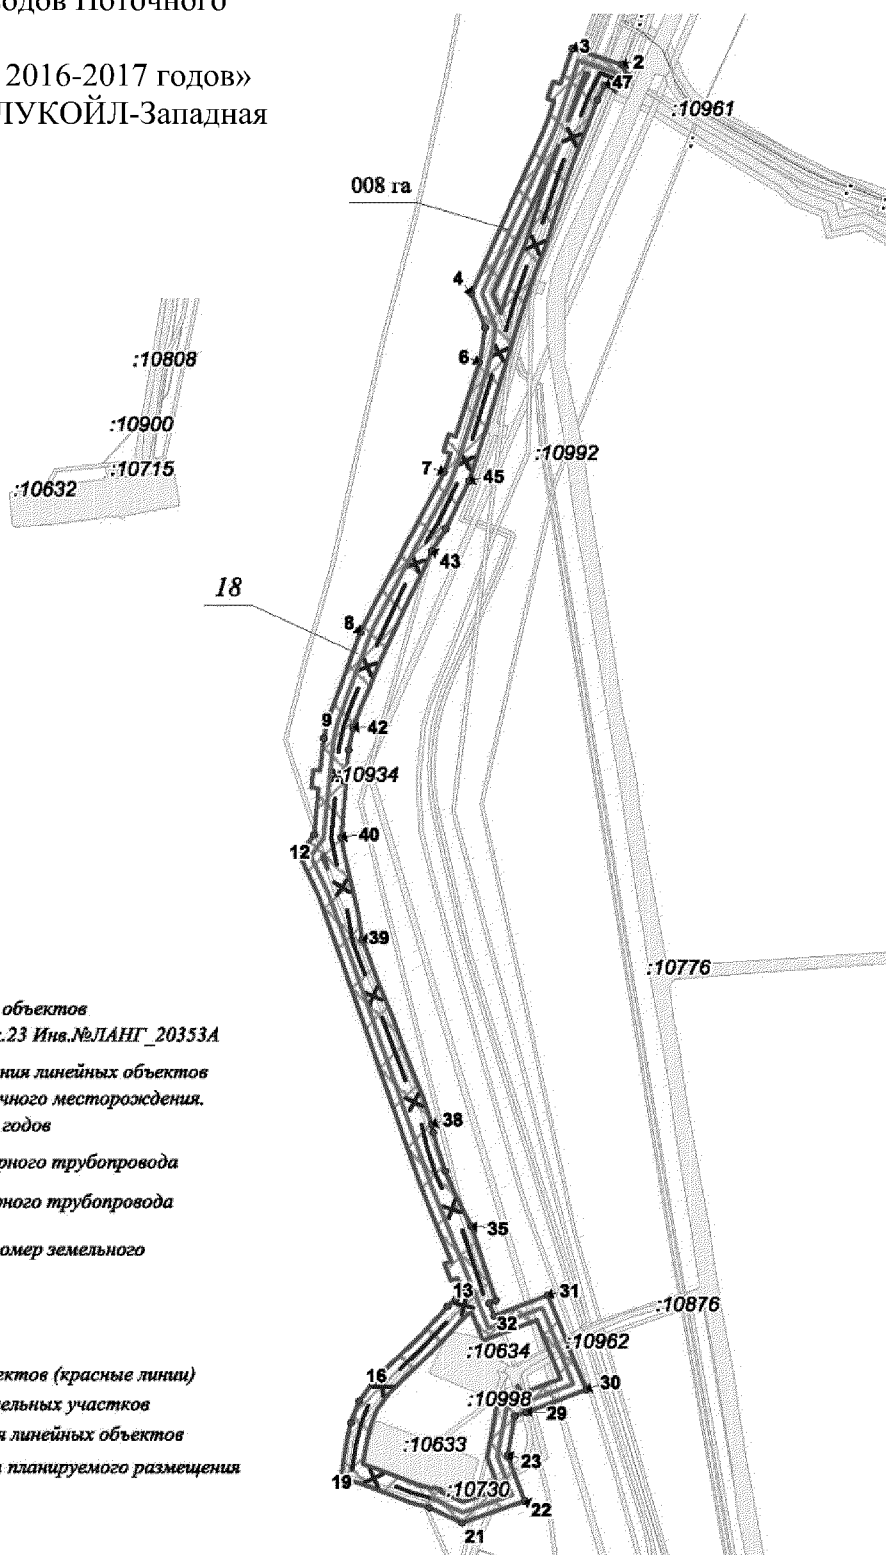 водов Поточного
2016-2017 годов»
ЛУКОЙЛ-Западная
3
2
47
:10961
008 га
4
:10808
6
:10900
:10992
:10715
7
45
:10632
43
18
8
9
42
:10934
40
12
39
:10776
объектов
.23 Инв.№ЛАНГ_20353А
ния линейных объектов
чного месторождения.
годов
38
рного трубопровода
рного трубопровода
35
омер земельного
13
31
:10876
32
:10962
:10634
ектов (красные линии)
16
30
:10998
ельных участков
29
я линейных объектов
:10633
23
планируемого размещения
19
:10730
22
21